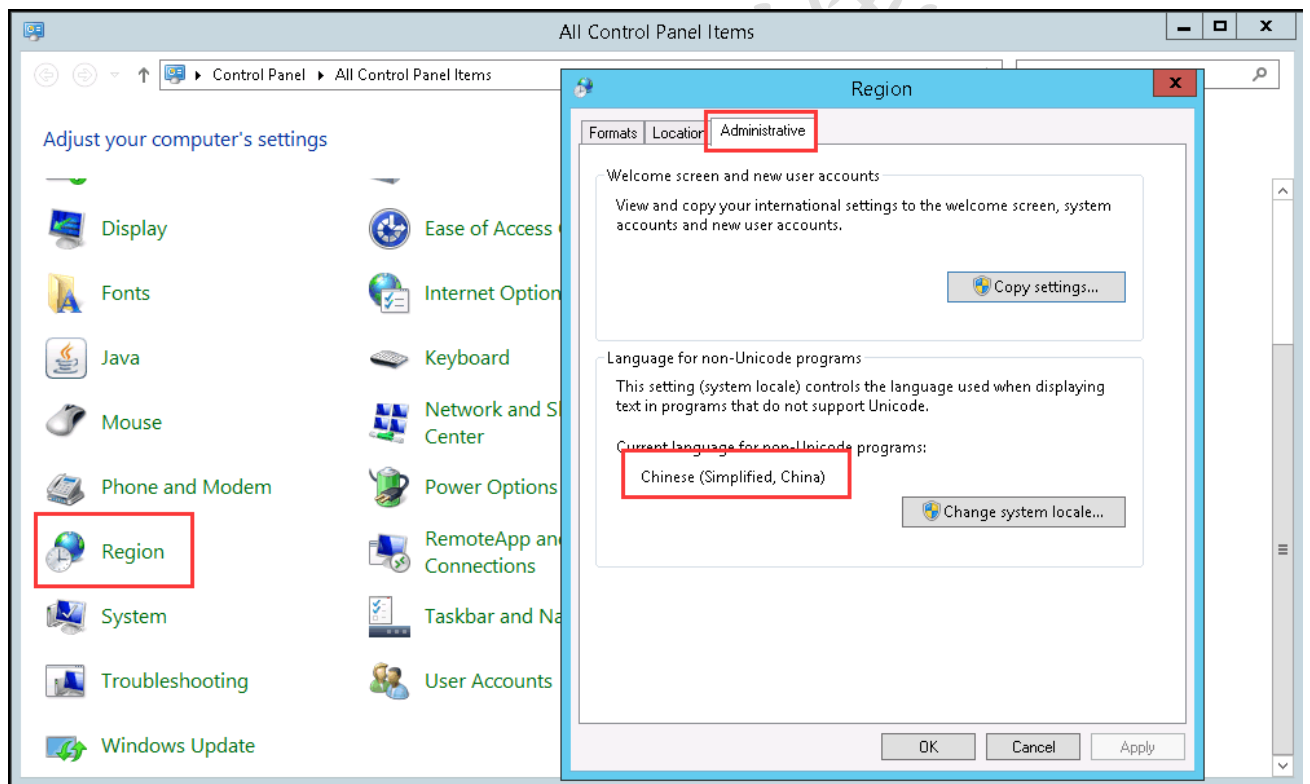 All Control Panel Items
Control Panel
All Control Panel Items
Adjust your computer's settings
Display
Ease of Access
Fonts
Internet Option
Java
Keyboard
Mouse
Network and
Center
Phone and Modem
Power Options
Region
RemoteApp
Connections
System
Taskbar and
Troubleshooting
User Accounts
Windows Update
Region
Formats
Location
Administrative
Welcome screen and new user accounts
View and copy your international settings to the welcome screen, system
accounts and new user accounts.
Copy settings...
Language for non-Unicode programs
This setting (system locale) controls the language used when displaying
text in programs that do not support Unicode.
Current language for non-Unicode programs:
Chinese (Simplified, China)
Change system locale...
OK
Cancel
Apply